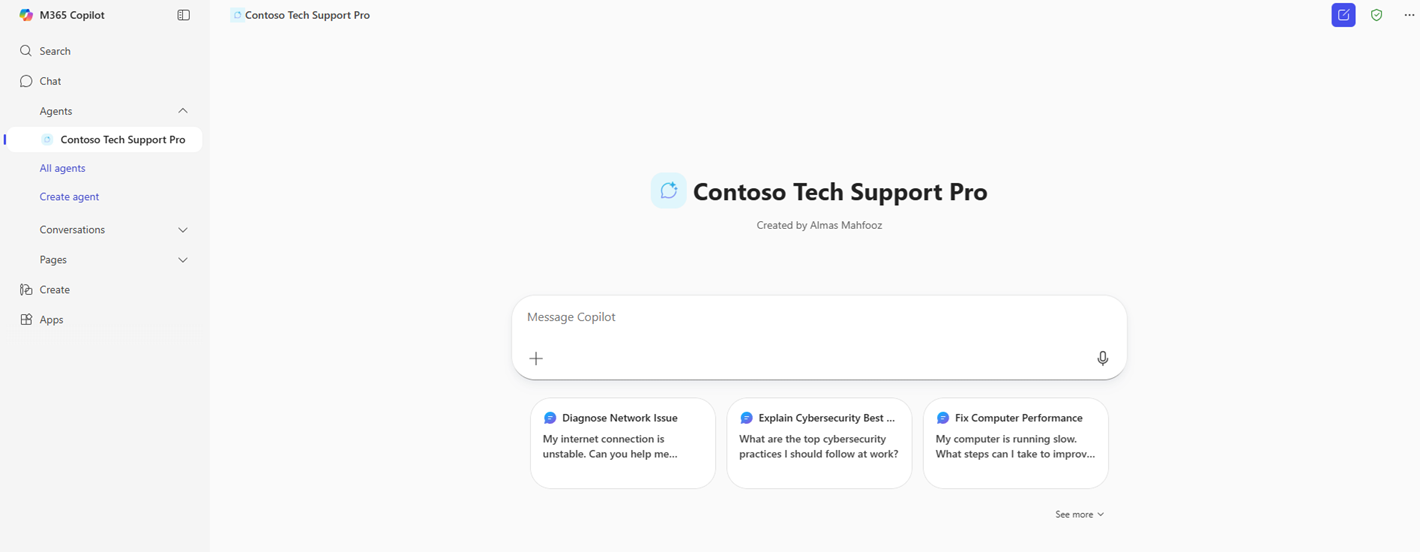 M365 Copilot
Search
Chat
Agents
Contoso Tech Support Pro
All agents
Create agent
Conversations
Pages
Create
Apps
Contoso Tech Support Pro
Contoso Tech Support Pro
Created by Almas Mahfooz
Message Copilot
Diagnose Network Issue
My internet connection is
unstable. Can you help me...
Explain Cybersecurity Best ...
What are the top cybersecurity
practices I should follow at work?
Fix Computer Performance
My computer is running slow.
What steps can I take to improv...
See more